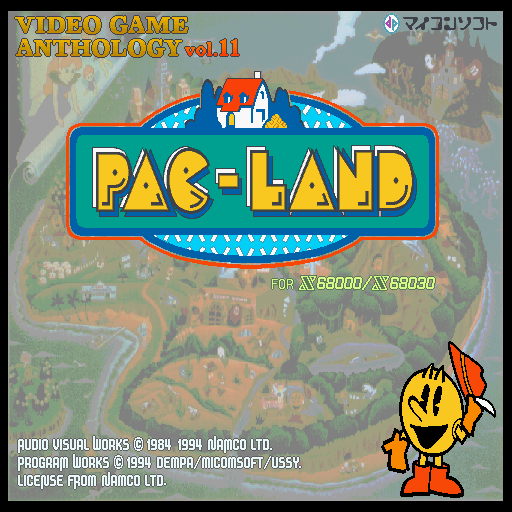 VIDEO GAME
ANTHOLOGY vol.11
マイコンソフト
PAC-LAND
FOR X68000/X68030
AUDIO VISUAL WORKS © 1984 1994 NAMCO LTD.
PROGRAM WORKS © 1994 DEMPA/MICOMSOFT/USSY.
LICENSE FROM NAMCO LTD.